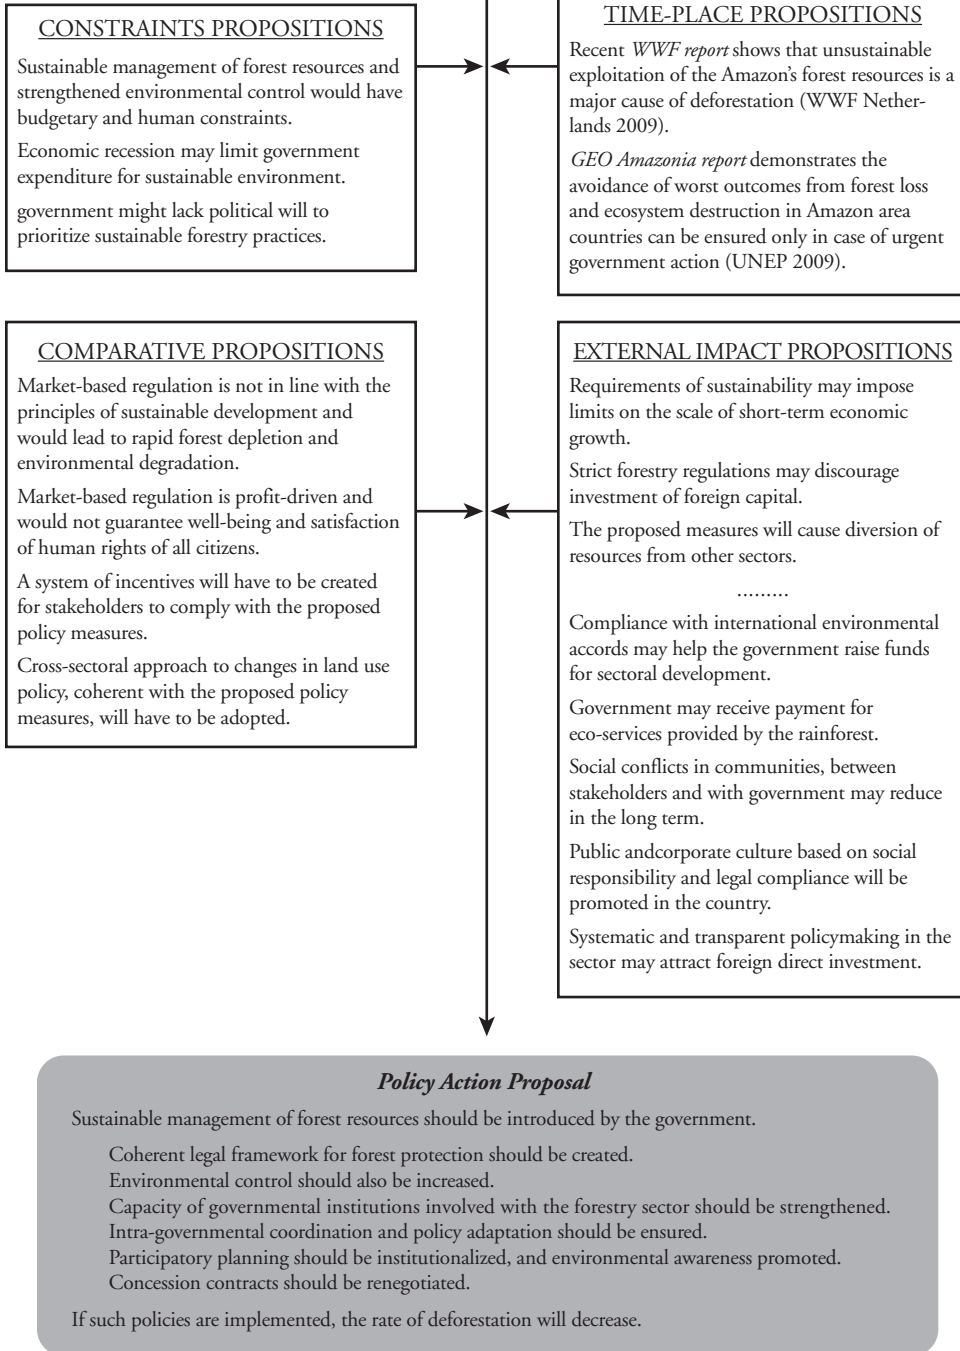 CONSTRAINTS PROPOSITIONS
Sustainable management of forest resources and
strengthened environmental control would have
budgetary and human constraints.
Economic recession may limit government
expenditure for sustainable environment.
government might lack political will to
prioritize sustainable forestry practices.
TIME-PLACE PROPOSITIONS
Recent WWF report shows that unsustainable
exploitation of the Amazon’s forest resources is a
major cause of deforestation (WWF Nether-
lands 2009).
GEO Amazonia report demonstrates the
avoidance of worst outcomes from forest loss
and ecosystem destruction in Amazon area
countries can be ensured only in case of urgent
government action (UNEP 2009).
COMPARATIVE PROPOSITIONS
Market-based regulation is not in line with the
principles of sustainable development and
would lead to rapid forest depletion and
environmental degradation.
Market-based regulation is profit-driven and
would not guarantee well-being and satisfaction
of human rights of all citizens.
A system of incentives will have to be created
for stakeholders to comply with the proposed
policy measures.
Cross-sectoral approach to changes in land use
policy, coherent with the proposed policy
measures, will have to be adopted.
EXTERNAL IMPACT PROPOSITIONS
Requirements of sustainability may impose
limits on the scale of short-term economic
growth.
Strict forestry regulations may discourage
investment of foreign capital.
The proposed measures will cause diversion of
resources from other sectors.
.........
Compliance with international environmental
accords may help the government raise funds
for sectoral development.
Government may receive payment for
eco-services provided by the rainforest.
Social conflicts in communities, between
stakeholders and with government may reduce
in the long term.
Public andcorporate culture based on social
responsibility and legal compliance will be
promoted in the country.
Systematic and transparent policymaking in the
sector may attract foreign direct investment.
Policy Action Proposal
Sustainable management of forest resources should be introduced by the government.
Coherent legal framework for forest protection should be created.
Environmental control should also be increased.
Capacity of governmental institutions involved with the forestry sector should be strengthened.
Intra-governmental coordination and policy adaptation should be ensured.
Participatory planning should be institutionalized, and environmental awareness promoted.
Concession contracts should be renegotiated.
If such policies are implemented, the rate of deforestation will decrease.